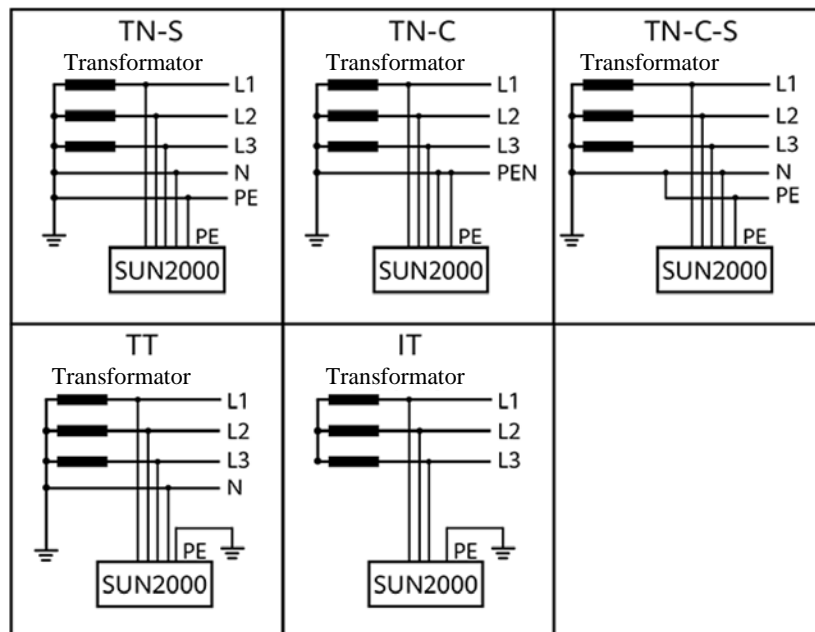 TN-S
Transformator
L1
L2
L3
N
PE
PE
SUN2000
TN-C
Transformator
L1
L2
L3
PEN
PE
SUN2000
TN-C-S
Transformator
L1
L2
L3
N
PE
PE
SUN2000
TT
Transformator
L1
L2
L3
N
PE
SUN2000
IT
Transformator
L1
L2
L3
PE
SUN2000